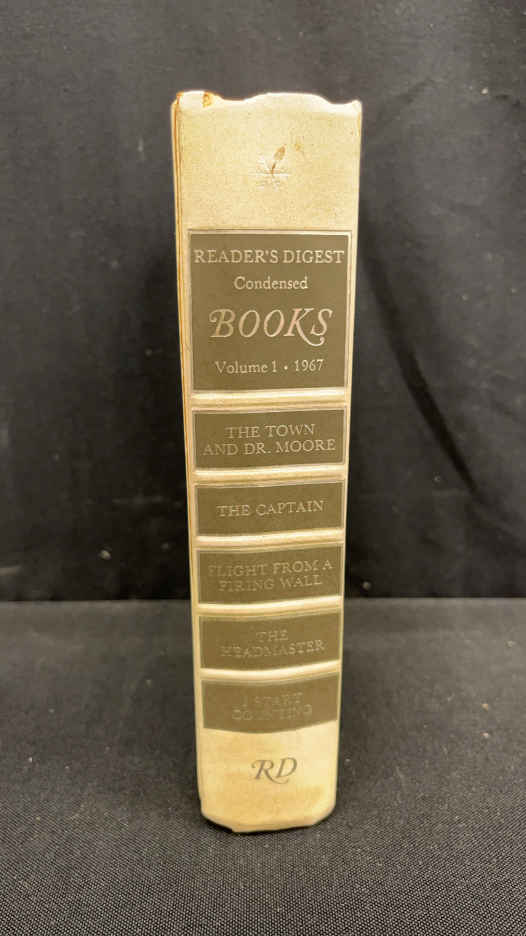 READER'S DIGEST
Condensed
BOOKS
Volume 1 • 1967
THE TOWN
AND DR. MOORE
THE CAPTAIN
FLIGHT FROM A
FIRING WALL
THE
HEADMASTER
I START
COUNTING
RD